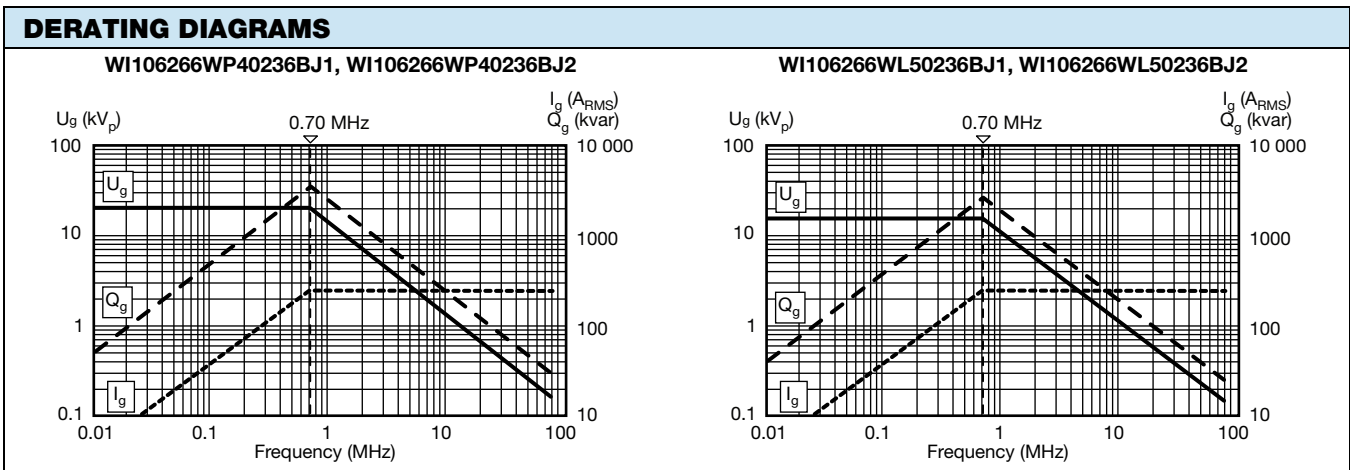 DERATING DIAGRAMS
WI106266WP40236BJ1, WI106266WP40236BJ2
Ug (kVp)
0.70 MHz
Ig (ARMS)
Qg (kvar)
100
10
1
0.1
10 000
1000
100
10
Ug
Qg
Ig
0.01
0.1
1
10
100
Frequency (MHz)
WI106266WL50236BJ1, WI106266WL50236BJ2
Ug (kVp)
0.70 MHz
Ig (ARMS)
Qg (kvar)
100
10
1
0.1
10 000
1000
100
10
Ug
Qg
Ig
0.01
0.1
1
10
100
Frequency (MHz)